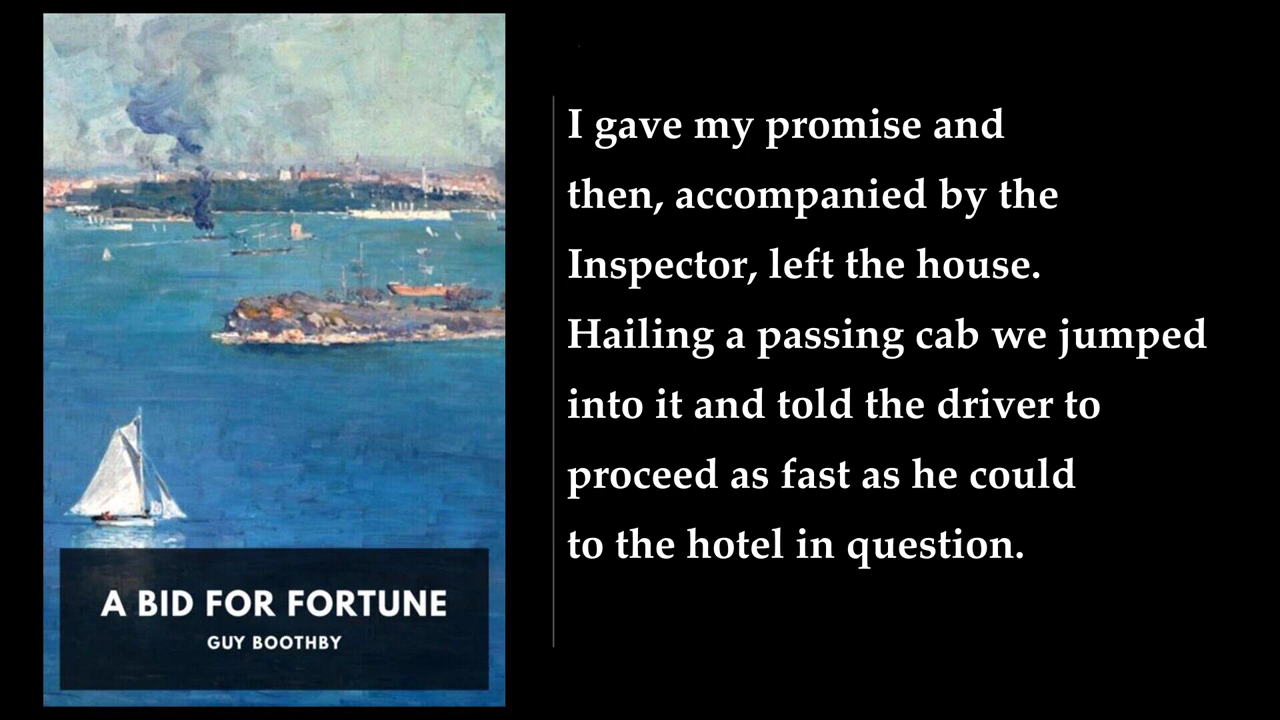 A BID FOR FORTUNE
GUY BOOTHBY
I gave my promise and
then, accompanied by the
Inspector, left the house.
Hailing a passing cab we jumped
into it and told the driver to
proceed as fast as he could
to the hotel in question.